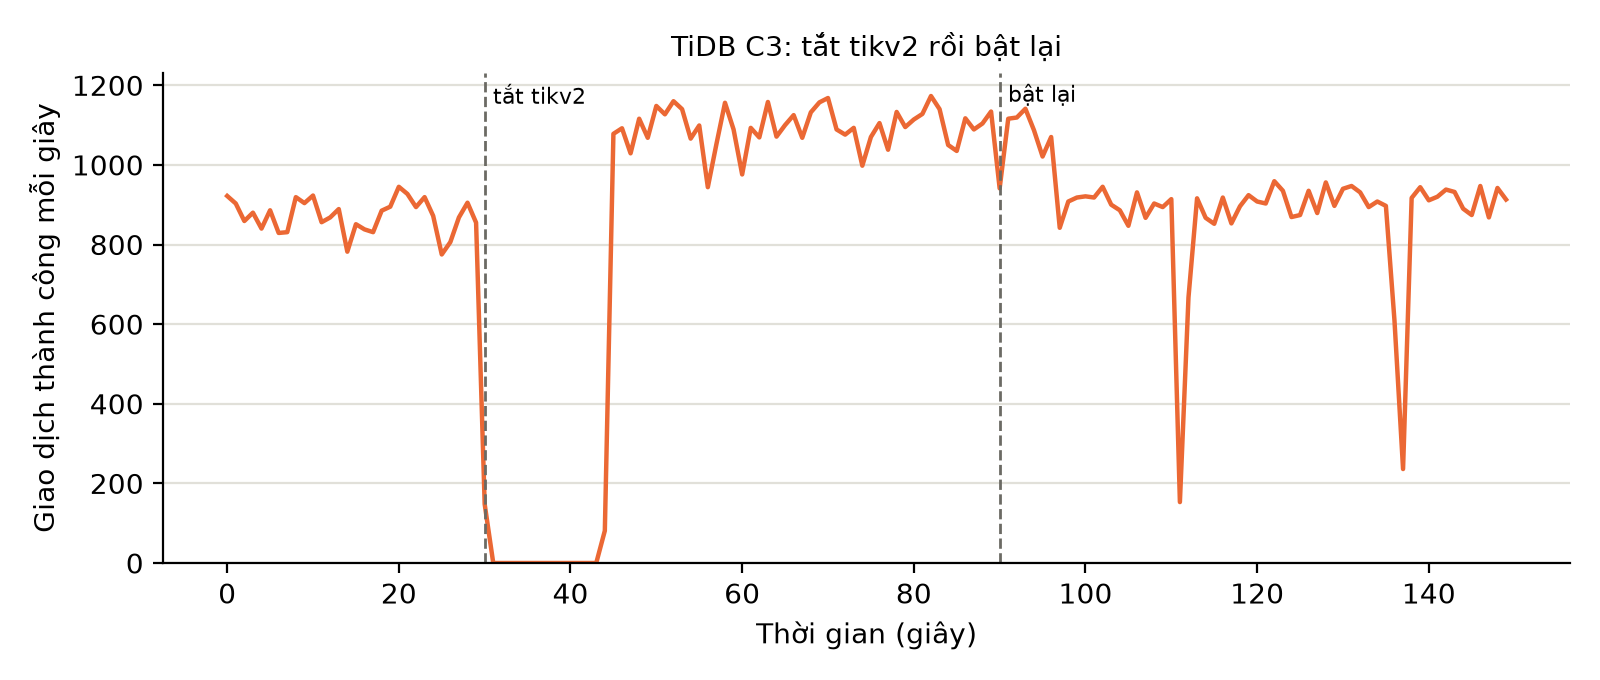 TiDB C3: tắt tikv2 rồi bật lại
Giao dịch thành công mỗi giây
1200
1000
800
600
400
200
0
tắt tikv2
bật lại
0 20 40 60 80 100 120 140
Thời gian (giây)